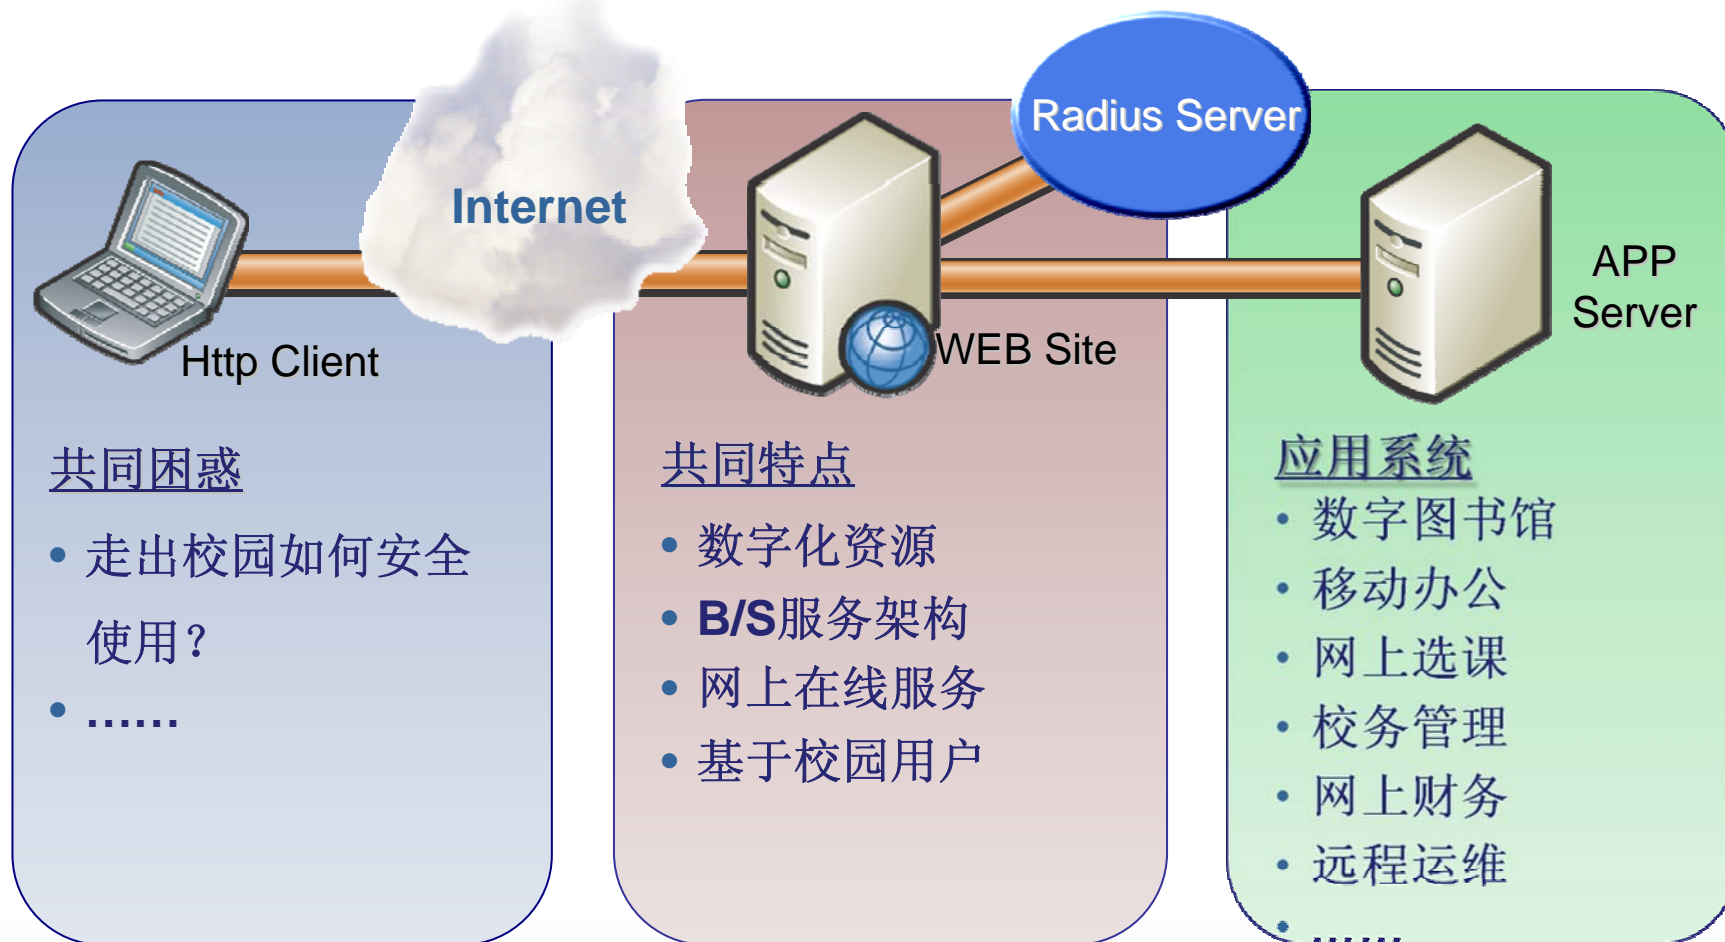 Internet
Radius Server
Http Client
WEB Site
APP
Server
共同困惑
• 走出校园如何安全
使用？
• ……
共同特点
• 数字化资源
• B/S服务架构
• 网上在线服务
• 基于校园用户
应用系统
• 数字图书馆
• 移动办公
• 网上选课
• 校务管理
• 网上财务
• 远程运维
• ……